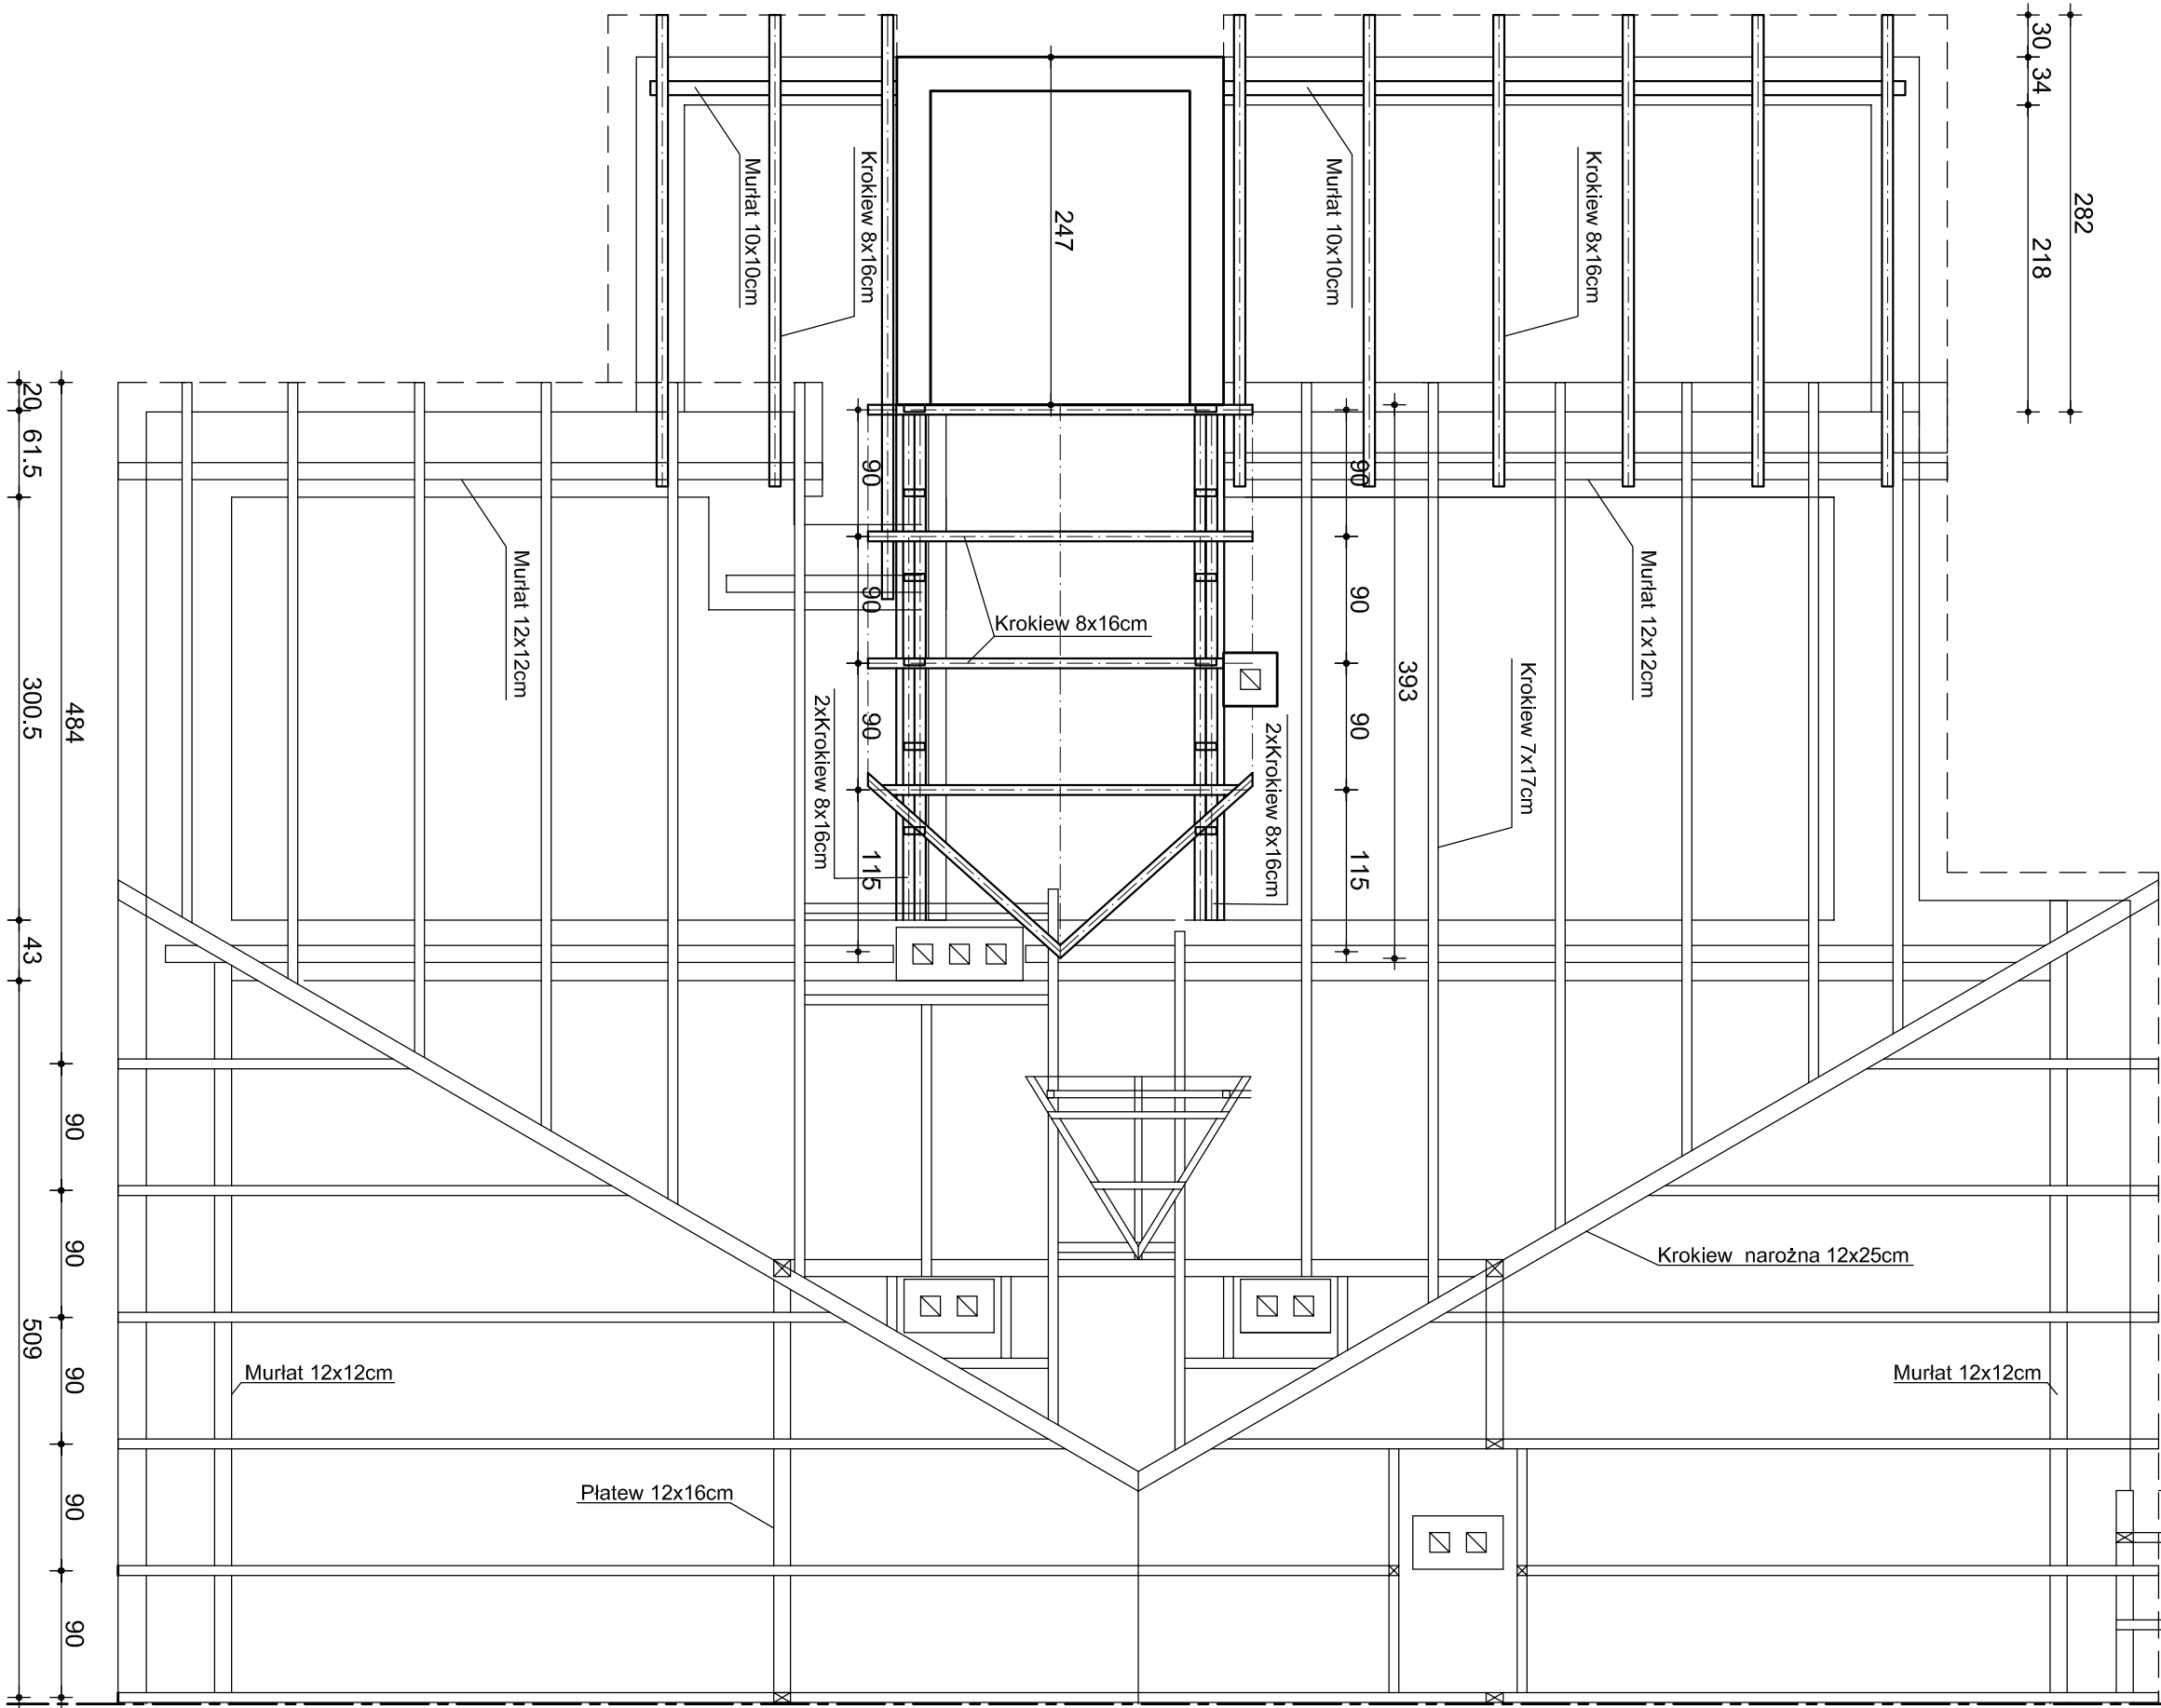 30
34
282
218
Murłat 10x10cm
Krokiew 8x16cm
247
Murłat 10x10cm
Krokiew 8x16cm
20
61.5
300.5
484
43
509
90
90
90
90
90
90
90
90
115
90
90
90
115
393
Murłat 12x12cm
Krokiew 8x16cm
2xKrokiew 8x16cm
2xKrokiew 8x16cm
Krokiew 7x17cm
Murłat 12x12cm
Krokiew narożna 12x25cm
Murłat 12x12cm
Murłat 12x12cm
Płatew 12x16cm